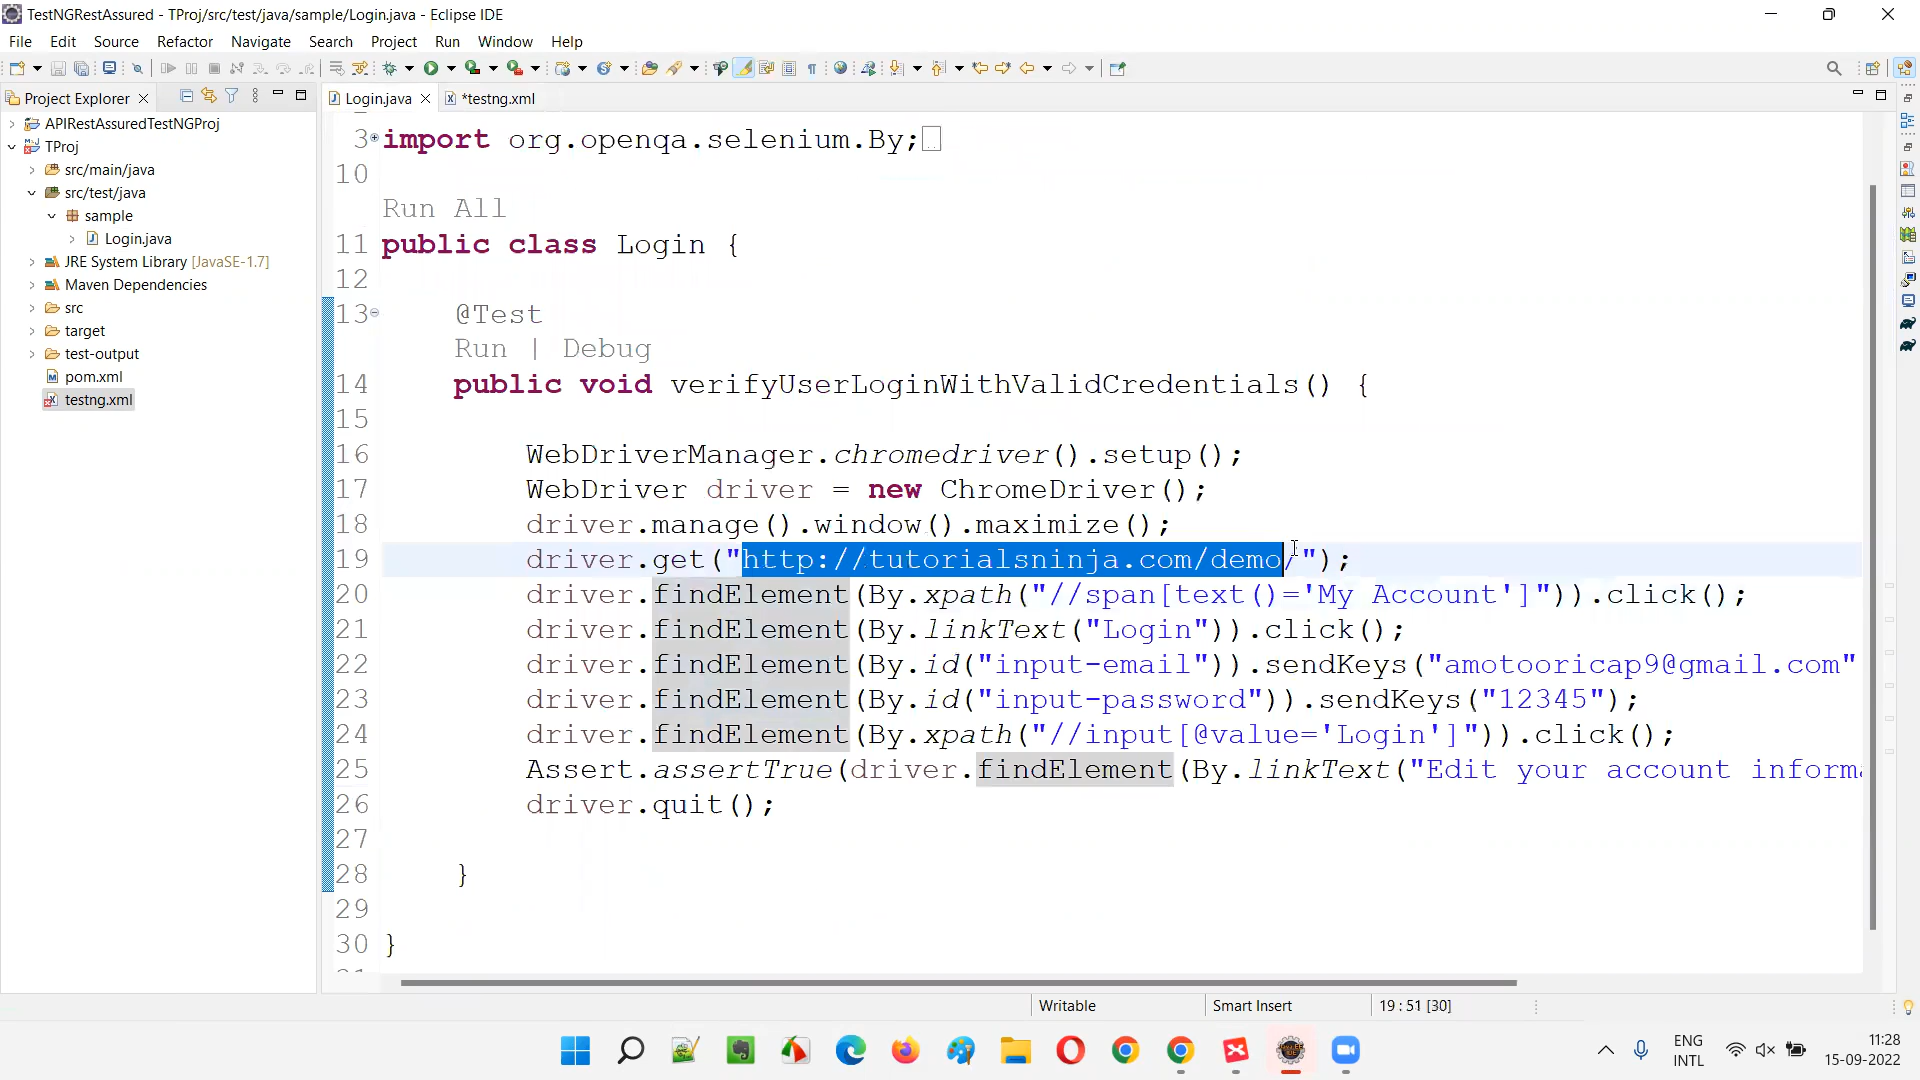 TestNGRestAssured - TProj/src/test/java/sample/Login.java - Eclipse IDE
File Edit Source Refactor Navigate Search Project Run Window Help
Project Explorer
Login.java
*testng.xml
APIRestAssuredTestNGProj
TProj
src/main/java
src/test/java
sample
Login.java
JRE System Library [JavaSE-1.7]
Maven Dependencies
src
target
test-output
pom.xml
testng.xml
3 import org.openqa.selenium.By;
10
Run All
11 public class Login {
12
13 @Test
Run | Debug
14 public void verifyUserLoginWithValidCredentials() {
15
16 WebDriverManager.chromedriver().setup();
17 WebDriver driver = new ChromeDriver();
18 driver.manage().window().maximize();
19 driver.get("http://tutorialsninja.com/demo/");
20 driver.findElement(By.xpath("//span[text()='My Account']")).click();
21 driver.findElement(By.linkText("Login")).click();
22 driver.findElement(By.id("input-email")).sendKeys("amotooricap9@gmail.com"
23 driver.findElement(By.id("input-password")).sendKeys("12345");
24 driver.findElement(By.xpath("//input[@value='Login']")).click();
25 Assert.assertTrue(driver.findElement(By.linkText("Edit your account informa
26 driver.quit();
27
28 }
29
30 }
Writable
Smart Insert
19 : 51 [30]
ENG
INTL
11:28
15-09-2022